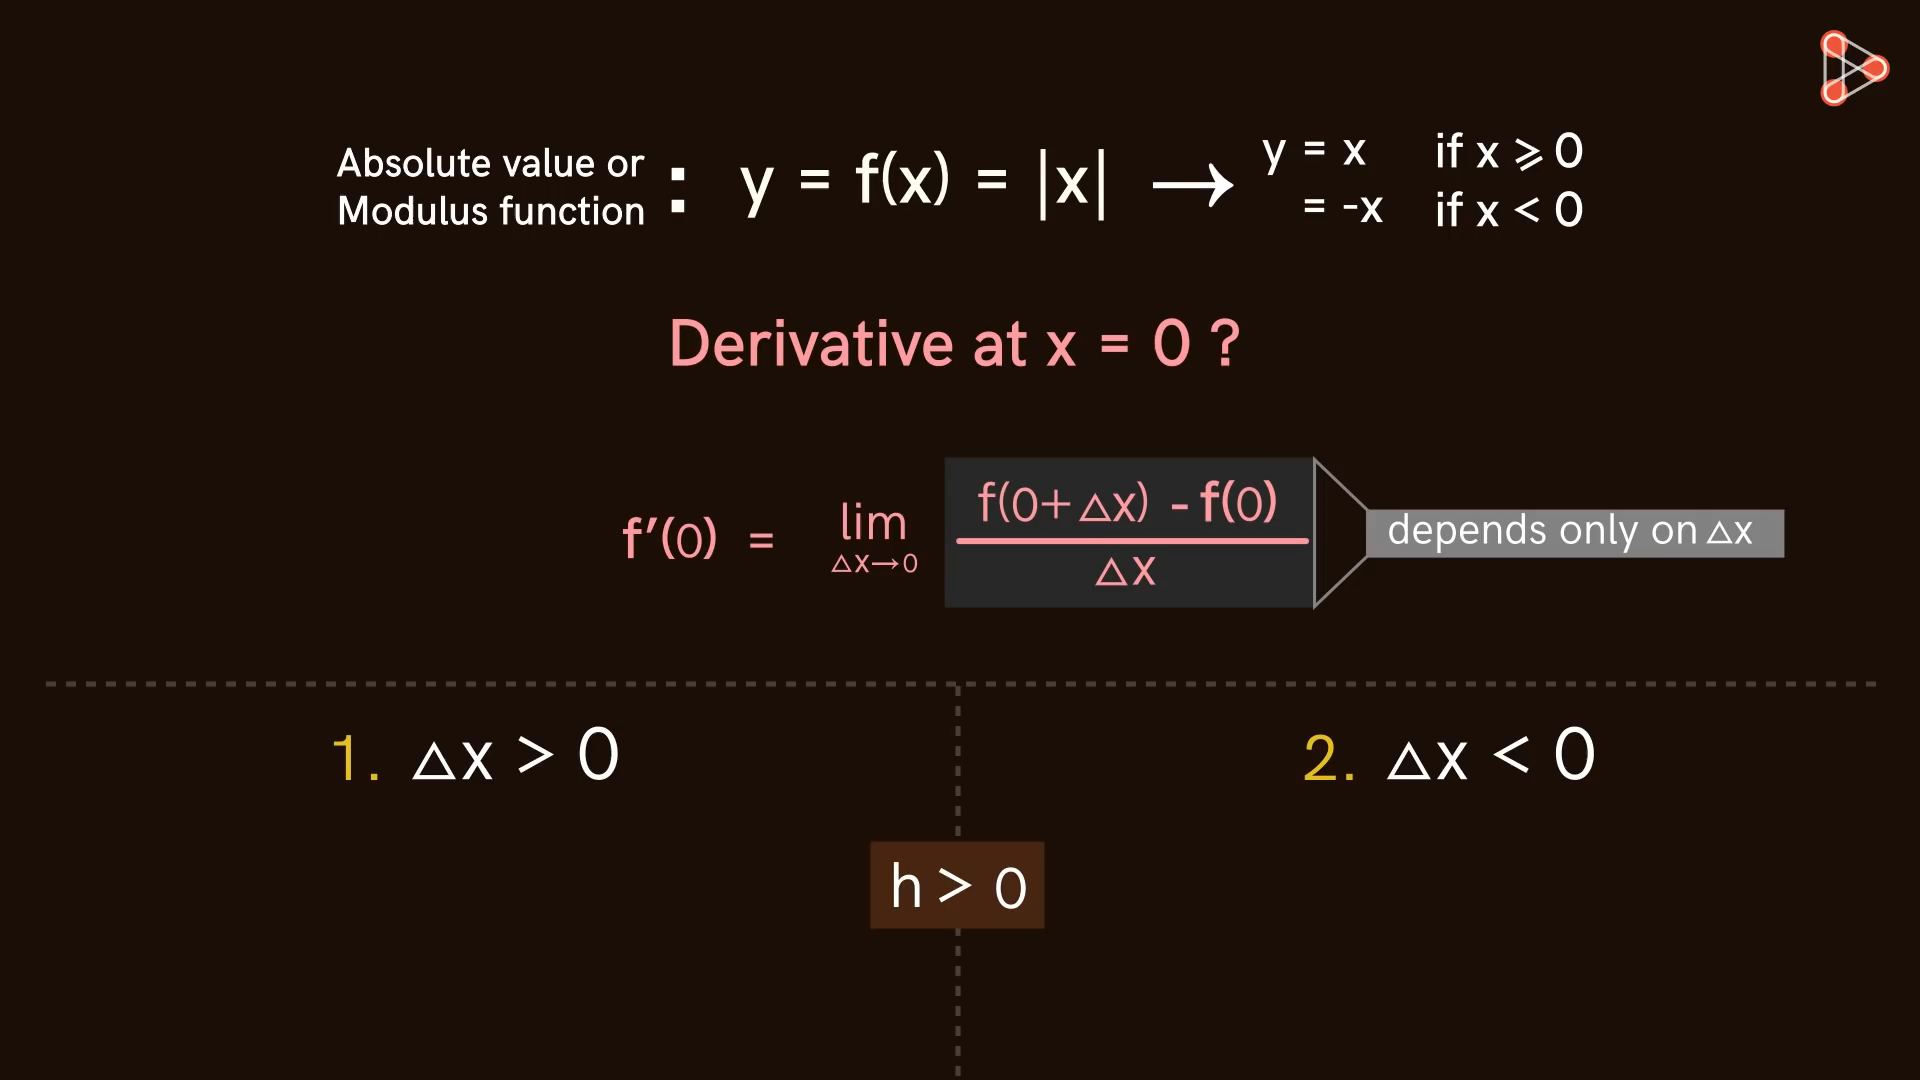 Absolute value or
Modulus function : y = f(x) = |x| → y = x if x ⩾ 0
= -x if x < 0
Derivative at x = 0 ?
f′(0) = lim △x→0 f(0+△x) - f(0) / △x
depends only on △x
1. △x > 0
2. △x < 0
h > 0